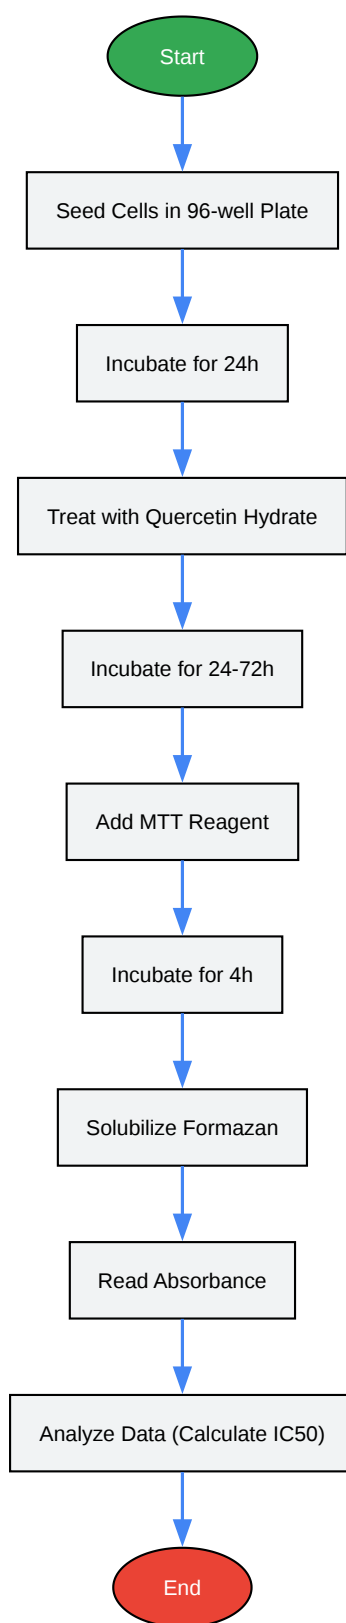 Start
Seed Cells in 96-well Plate
Incubate for 24h
Treat with Quercetin Hydrate
Incubate for 24-72h
Add MTT Reagent
Incubate for 4h
Solubilize Formazan
Read Absorbance
Analyze Data (Calculate IC50)
End